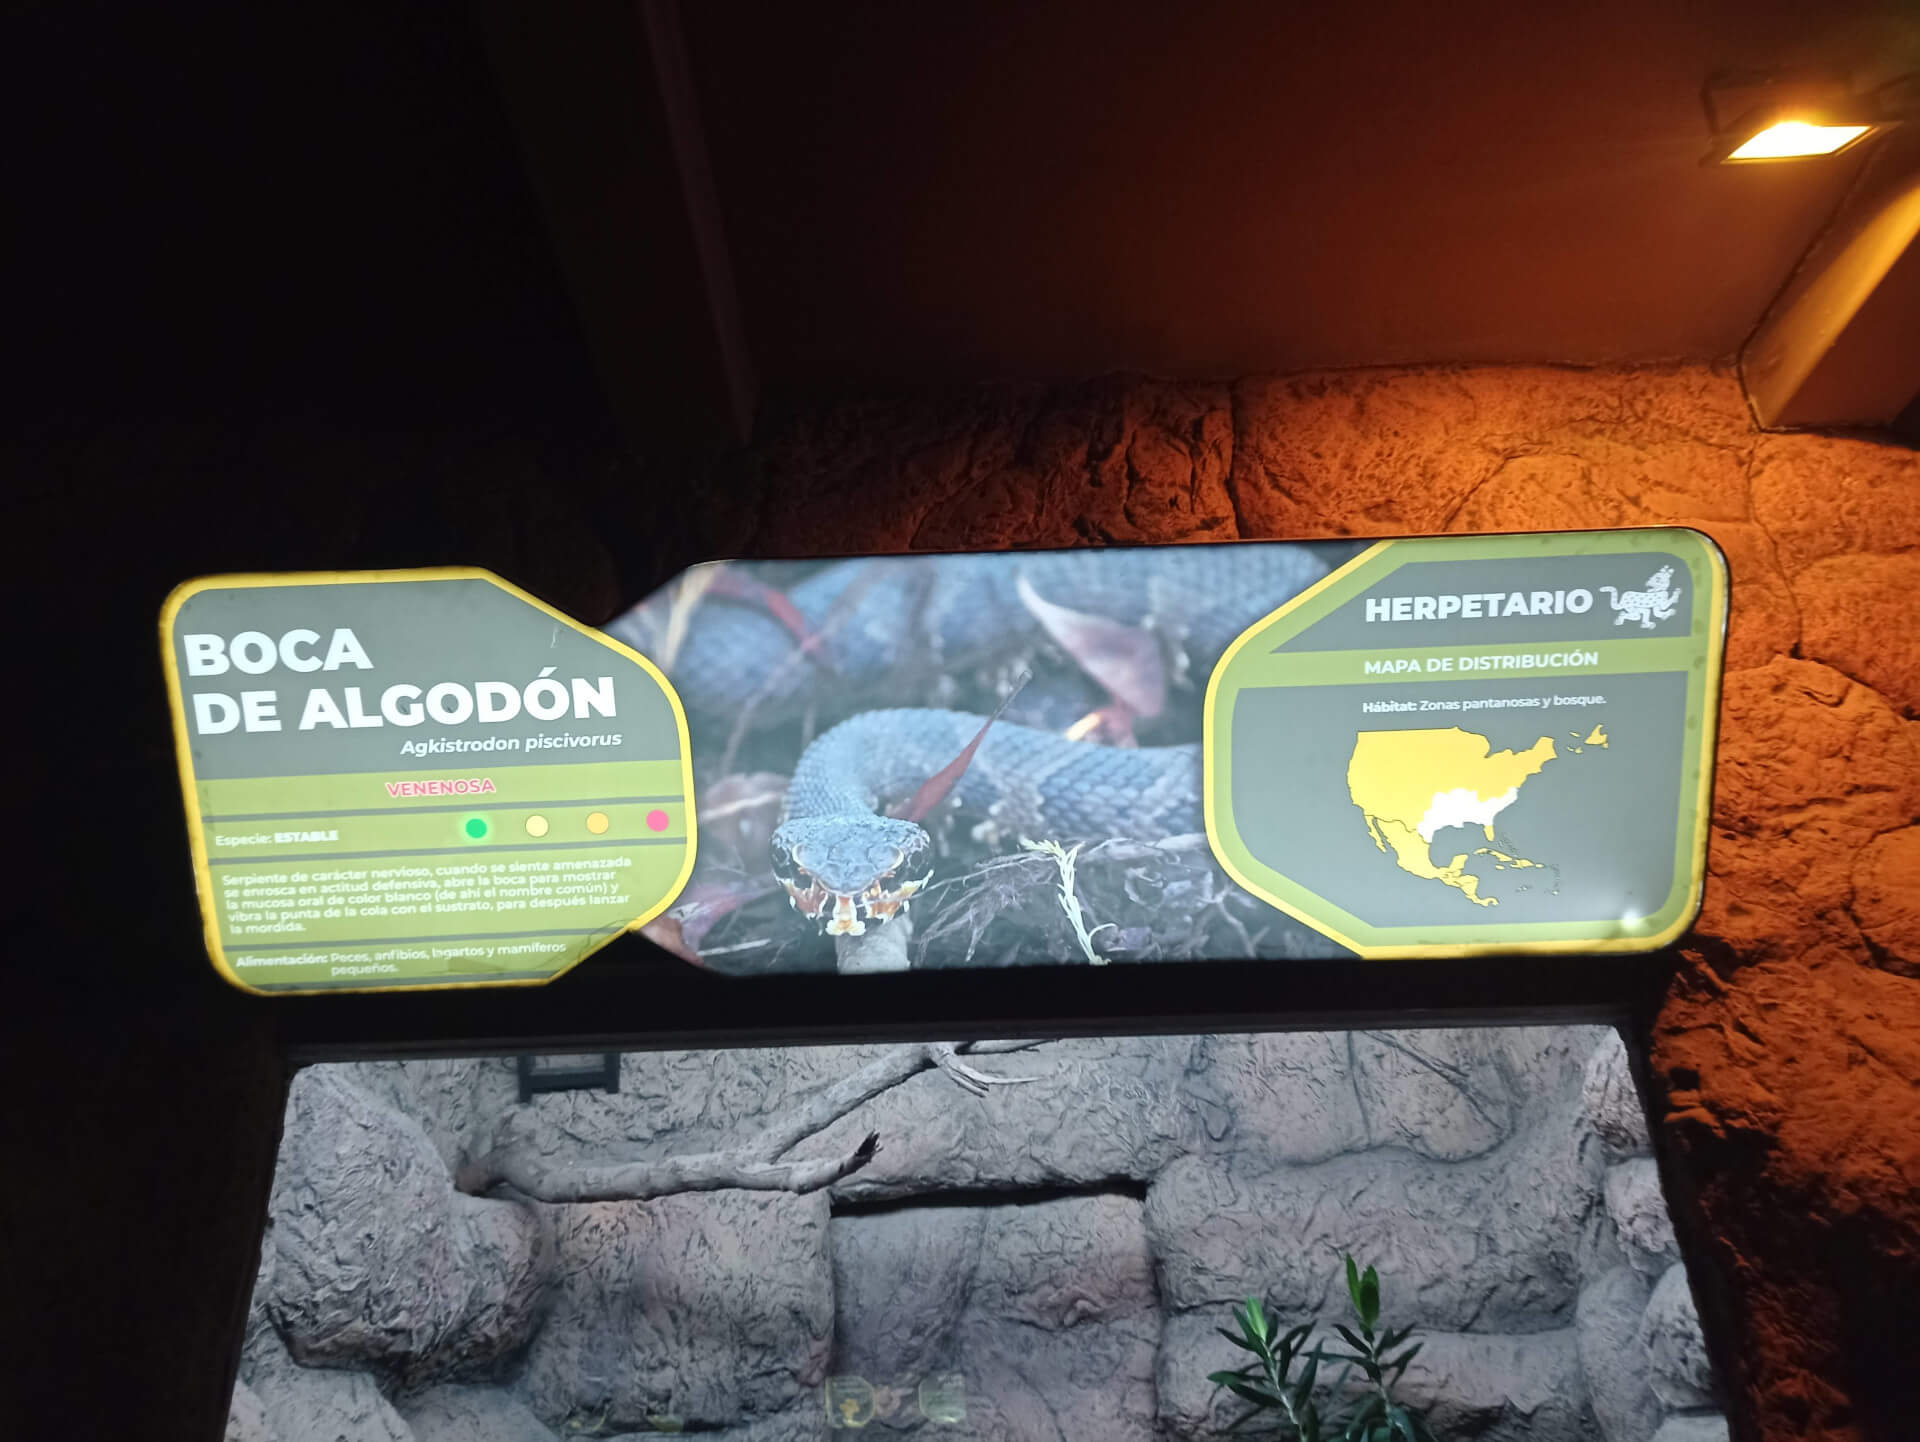 BOCA
DE ALGODÓN
Agkistrodon piscivorus
VENENOSA
Especie: ESTABLE
Serpiente de carácter nervioso, cuando se siente amenazada
se enrosca en actitud defensiva, abre la boca para mostrar
la mucosa oral de color blanco (de ahí el nombre común) y
vibra la punta de la cola con el sustrato, para después lanzar
la mordida.
Alimentación: Peces, anfibios, lagartos y mamíferos
pequeños.
HERPETARIO
MAPA DE DISTRIBUCIÓN
Hábitat: Zonas pantanosas y bosque.